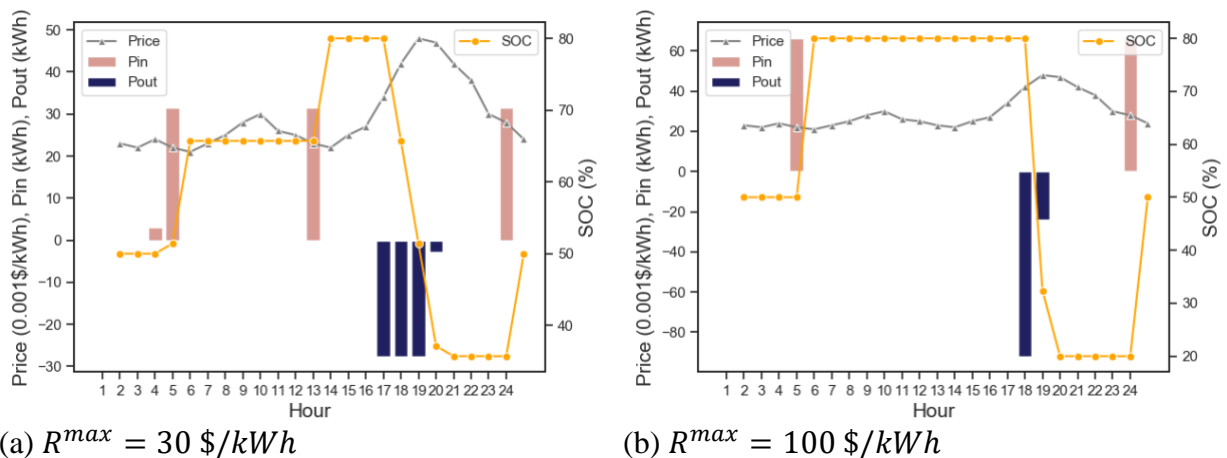 Price (0.001$/kWh), Pin (kWh), Pout (kWh)
50
40
30
20
10
0
−10
−20
−30
Price
Pin
Pout
SOC
80
70
60
50
40
SOC (%)
1 2 3 4 5 6 7 8 9 10 11 12 13 14 15 16 17 18 19 20 21 22 23 24
Hour
(a) R^max = 30 $/kWh
Price (0.001$/kWh), Pin (kWh), Pout (kWh)
60
40
20
0
−20
−40
−60
−80
Price
Pin
Pout
SOC
80
70
60
50
40
30
20
SOC (%)
1 2 3 4 5 6 7 8 9 10 11 12 13 14 15 16 17 18 19 20 21 22 23 24
Hour
(b) R^max = 100 $/kWh